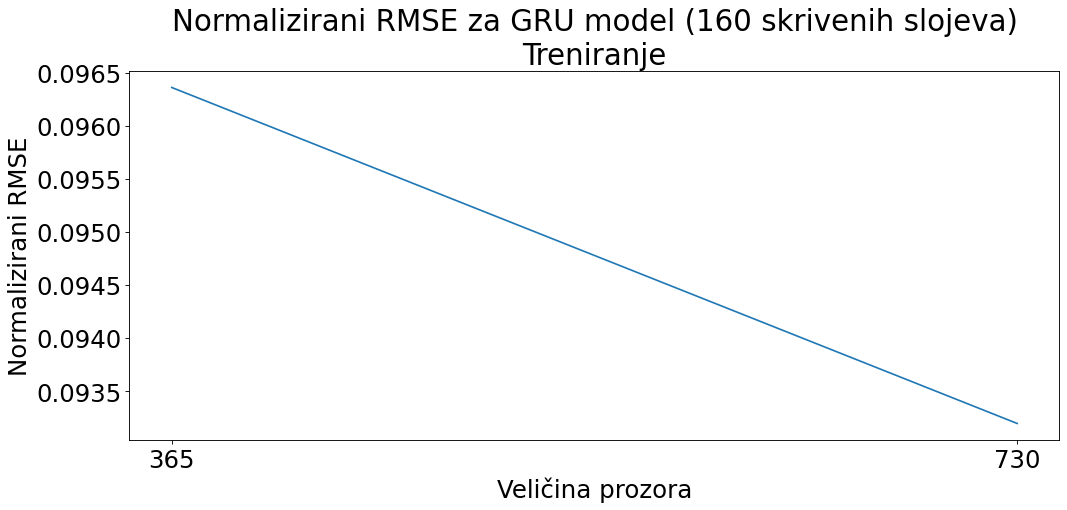 Normalizirani RMSE za GRU model (160 skrivenih slojeva)
Treniranje
Normalizirani RMSE
0.0965
0.0960
0.0955
0.0950
0.0945
0.0940
0.0935
365
730
Veličina prozora